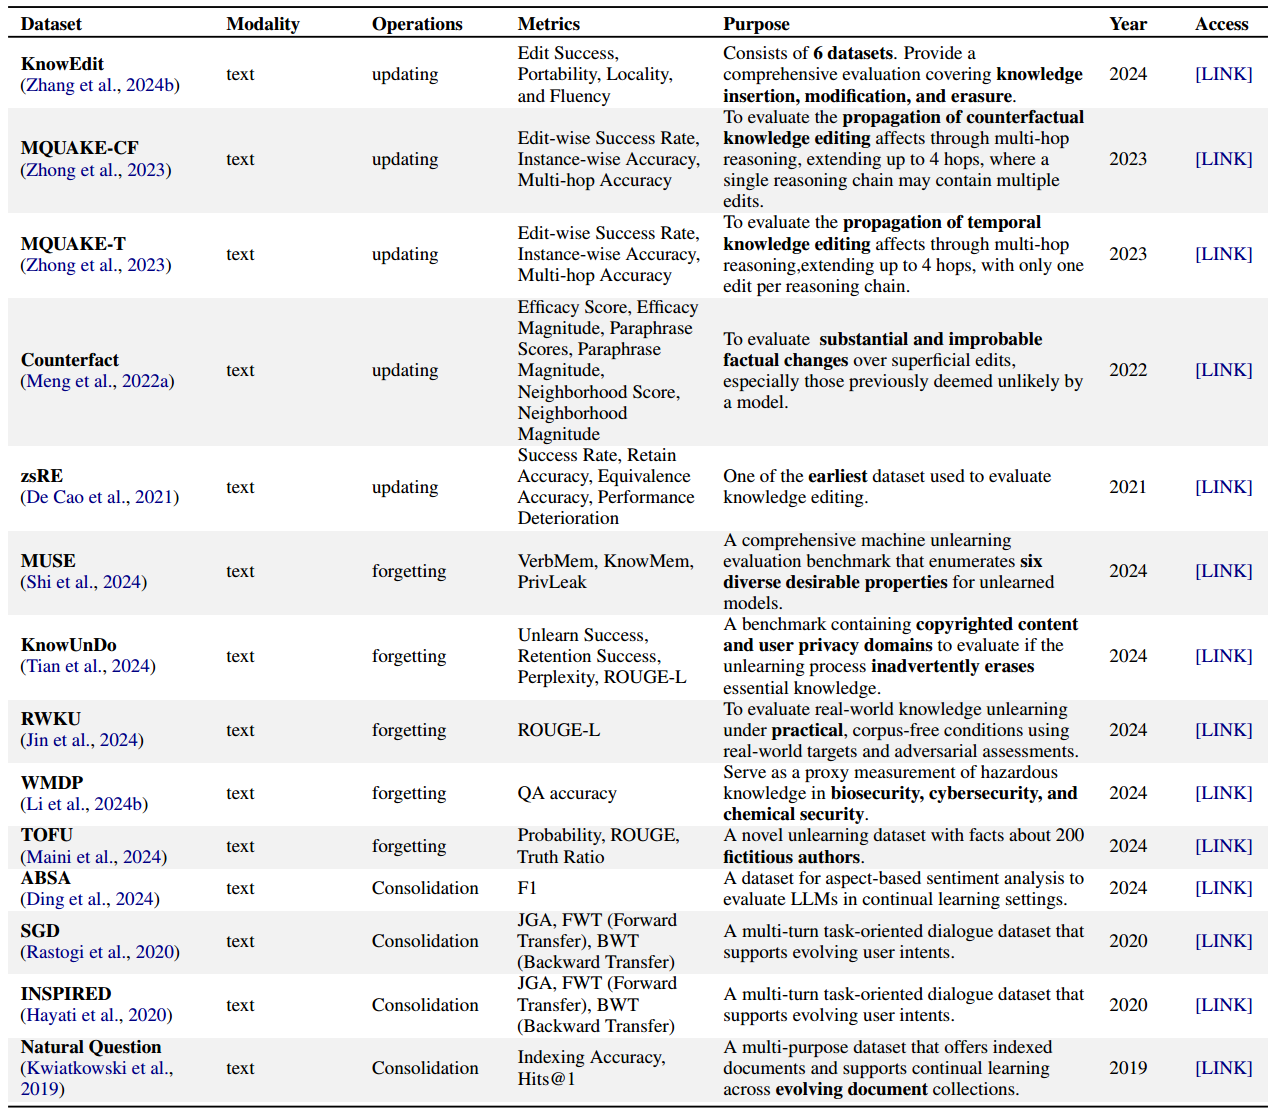 Dataset Modality Operations Metrics Purpose Year Access
KnowEdit
(Zhang et al., 2024b)
text
updating
Edit Success,
Portability, Locality,
and Fluency
Consists of 6 datasets. Provide a
comprehensive evaluation covering knowledge
insertion, modification, and erasure.
2024
[LINK]
MQUAKE-CF
(Zhong et al., 2023)
text
updating
Edit-wise Success Rate,
Instance-wise Accuracy,
Multi-hop Accuracy
To evaluate the propagation of counterfactual
knowledge editing affects through multi-hop
reasoning, extending up to 4 hops, where a
single reasoning chain may contain multiple
edits.
2023
[LINK]
MQUAKE-T
(Zhong et al., 2023)
text
updating
Edit-wise Success Rate,
Instance-wise Accuracy,
Multi-hop Accuracy
To evaluate the propagation of temporal
knowledge editing affects through multi-hop
reasoning,extending up to 4 hops, with only one
edit per reasoning chain.
2023
[LINK]
Counterfact
(Meng et al., 2022a)
text
updating
Efficacy Score, Efficacy
Magnitude, Paraphrase
Scores, Paraphrase
Magnitude,
Neighborhood Score,
Neighborhood
Magnitude
To evaluate substantial and improbable
factual changes over superficial edits,
especially those previously deemed unlikely by
a model.
2022
[LINK]
zsRE
(De Cao et al., 2021)
text
updating
Success Rate, Retain
Accuracy, Equivalence
Accuracy, Performance
Deterioration
One of the earliest dataset used to evaluate
knowledge editing.
2021
[LINK]
MUSE
(Shi et al., 2024)
text
forgetting
VerbMem, KnowMem,
PrivLeak
A comprehensive machine unlearning
evaluation benchmark that enumerates six
diverse desirable properties for unlearned
models.
2024
[LINK]
KnowUnDo
(Tian et al., 2024)
text
forgetting
Unlearn Success,
Retention Success,
Perplexity, ROUGE-L
A benchmark containing copyrighted content
and user privacy domains to evaluate if the
unlearning process inadvertently erases
essential knowledge.
2024
[LINK]
RWKU
(Jin et al., 2024)
text
forgetting
ROUGE-L
To evaluate real-world knowledge unlearning
under practical, corpus-free conditions using
real-world targets and adversarial assessments.
2024
[LINK]
WMDP
(Li et al., 2024b)
text
forgetting
QA accuracy
Serve as a proxy measurement of hazardous
knowledge in biosecurity, cybersecurity, and
chemical security.
2024
[LINK]
TOFU
(Maini et al., 2024)
text
forgetting
Probability, ROUGE,
Truth Ratio
A novel unlearning dataset with facts about 200
fictitious authors.
2024
[LINK]
ABSA
(Ding et al., 2024)
text
Consolidation
F1
A dataset for aspect-based sentiment analysis to
evaluate LLMs in continual learning settings.
2024
[LINK]
SGD
(Rastogi et al., 2020)
text
Consolidation
JGA, FWT (Forward
Transfer), BWT
(Backward Transfer)
A multi-turn task-oriented dialogue dataset that
supports evolving user intents.
2020
[LINK]
INSPIRED
(Hayati et al., 2020)
text
Consolidation
JGA, FWT (Forward
Transfer), BWT
(Backward Transfer)
A multi-turn task-oriented dialogue dataset that
supports evolving user intents.
2020
[LINK]
Natural Question
(Kwiatkowski et al.,
2019)
text
Consolidation
Indexing Accuracy,
Hits@1
A multi-purpose dataset that offers indexed
documents and supports continual learning
across evolving document collections.
2019
[LINK]